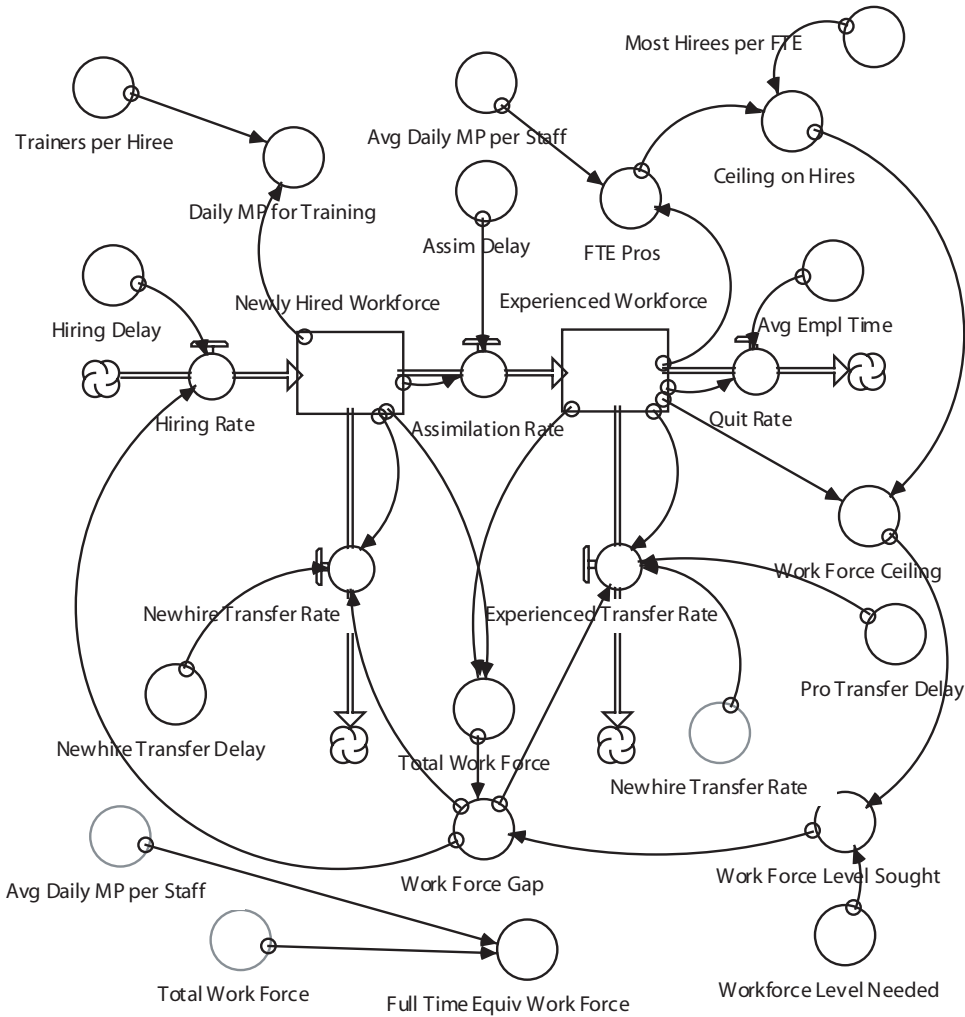 Most Hirees per FTE
Trainers per Hiree
Avg Daily MP per Staff
Ceiling on Hires
Daily MP for Training
Assim Delay
FTE Pros
Newly Hired Workforce
Experienced Workforce
Hiring Delay
Avg Empl Time
Hiring Rate
Assimilation Rate
Quit Rate
Work Force Ceiling
Newhire Transfer Rate
Experienced Transfer Rate
Pro Transfer Delay
Newhire Transfer Delay
Total Work Force
Newhire Transfer Rate
Work Force Gap
Work Force Level Sought
Avg Daily MP per Staff
Total Work Force
Full Time Equiv Work Force
Workforce Level Needed